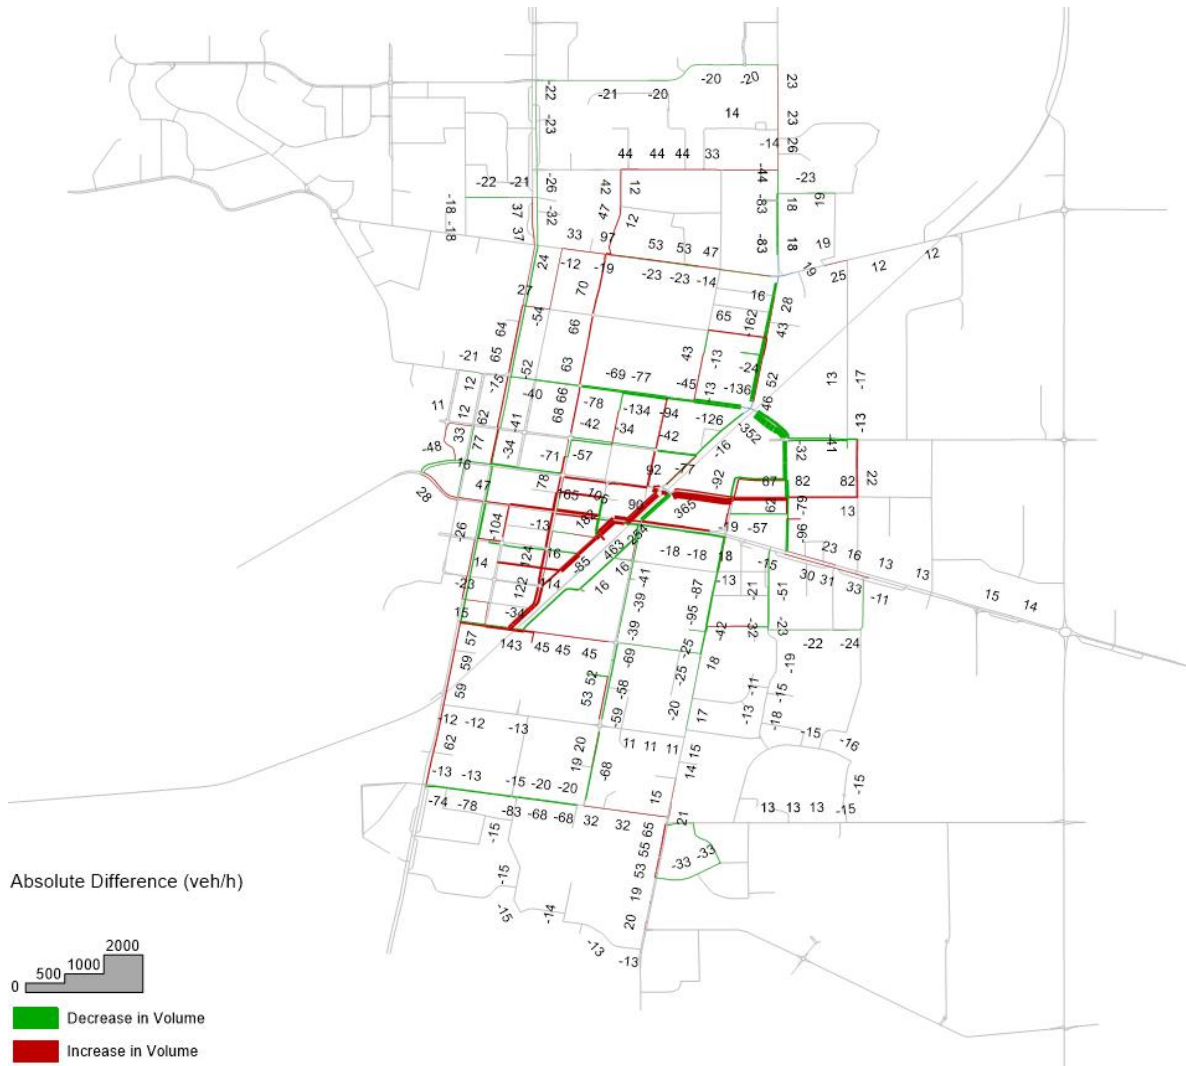 -20 -20 23
-22 -21 -20
14 23
-23
-14 26
44 44 44 33 -44
-22 -21 -26 42 12 -23
-18 -18 37 37 -32 47 12 -83 18 19
33 97 53 53 47 -83 18 19
24 -12 -19 -23 -23 -14 19 25 12 12
27 70 16 28
-54 66 65 -162 43
64
-21 65 -52 63 43 -13 -24 13 -17
12 -75 -40 66 -69 -77 -45 -13 -136 52
11 12 62 -41 68 -78 -134 -94 -126 46 -13
33 77 -34 -42 -34 -42 -352
-48 16 -71 -57 -16 -32 -41
92 -77 -92
28 47 78 165 105 90 365 67 82 82 22
-26 -104 -13 182 254 69 -79 13
-19 -57 -96
14 124 16 463 -18 -18 18 23 16 13 13
-85 -15
-23 122 114 16 16 -41 -87 -13 -21 -51 30 31 33 -11 15 14
15 -34 -39 -95 -42 -32 -23
57 143 45 45 45 -39 -25 -22 -24
59 -69 -25 18 -19
59 53 52 -58 -11 -15
-12 -12 -13 -59 -20 17 -13 -18 -15 -16
62 19 20 11 11 11 15
-13 -13 -15 -20 -20 -68 14 -15
-74 -78 -83 -68 -68 32 32 15 13 13 13 -15
-15 65 21
55 -33 -33
-15 53
-15 -14 19
20
-13 -13
Absolute Difference (veh/h)
0 500 1000 2000
Decrease in Volume
Increase in Volume